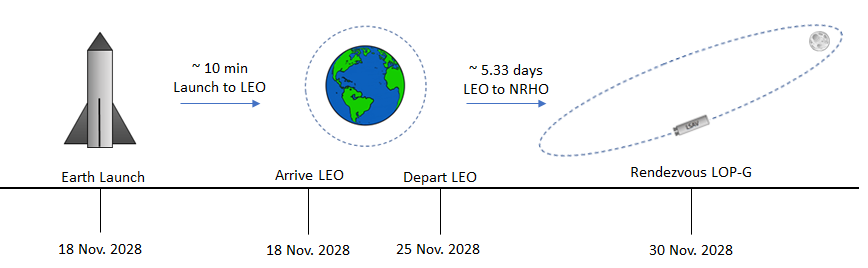 ~ 10 min
Launch to LEO
~ 5.33 days
LEO to NRHO
LSAV
Earth Launch
Arrive LEO
Depart LEO
Rendezvous LOP-G
18 Nov. 2028
18 Nov. 2028
25 Nov. 2028
30 Nov. 2028